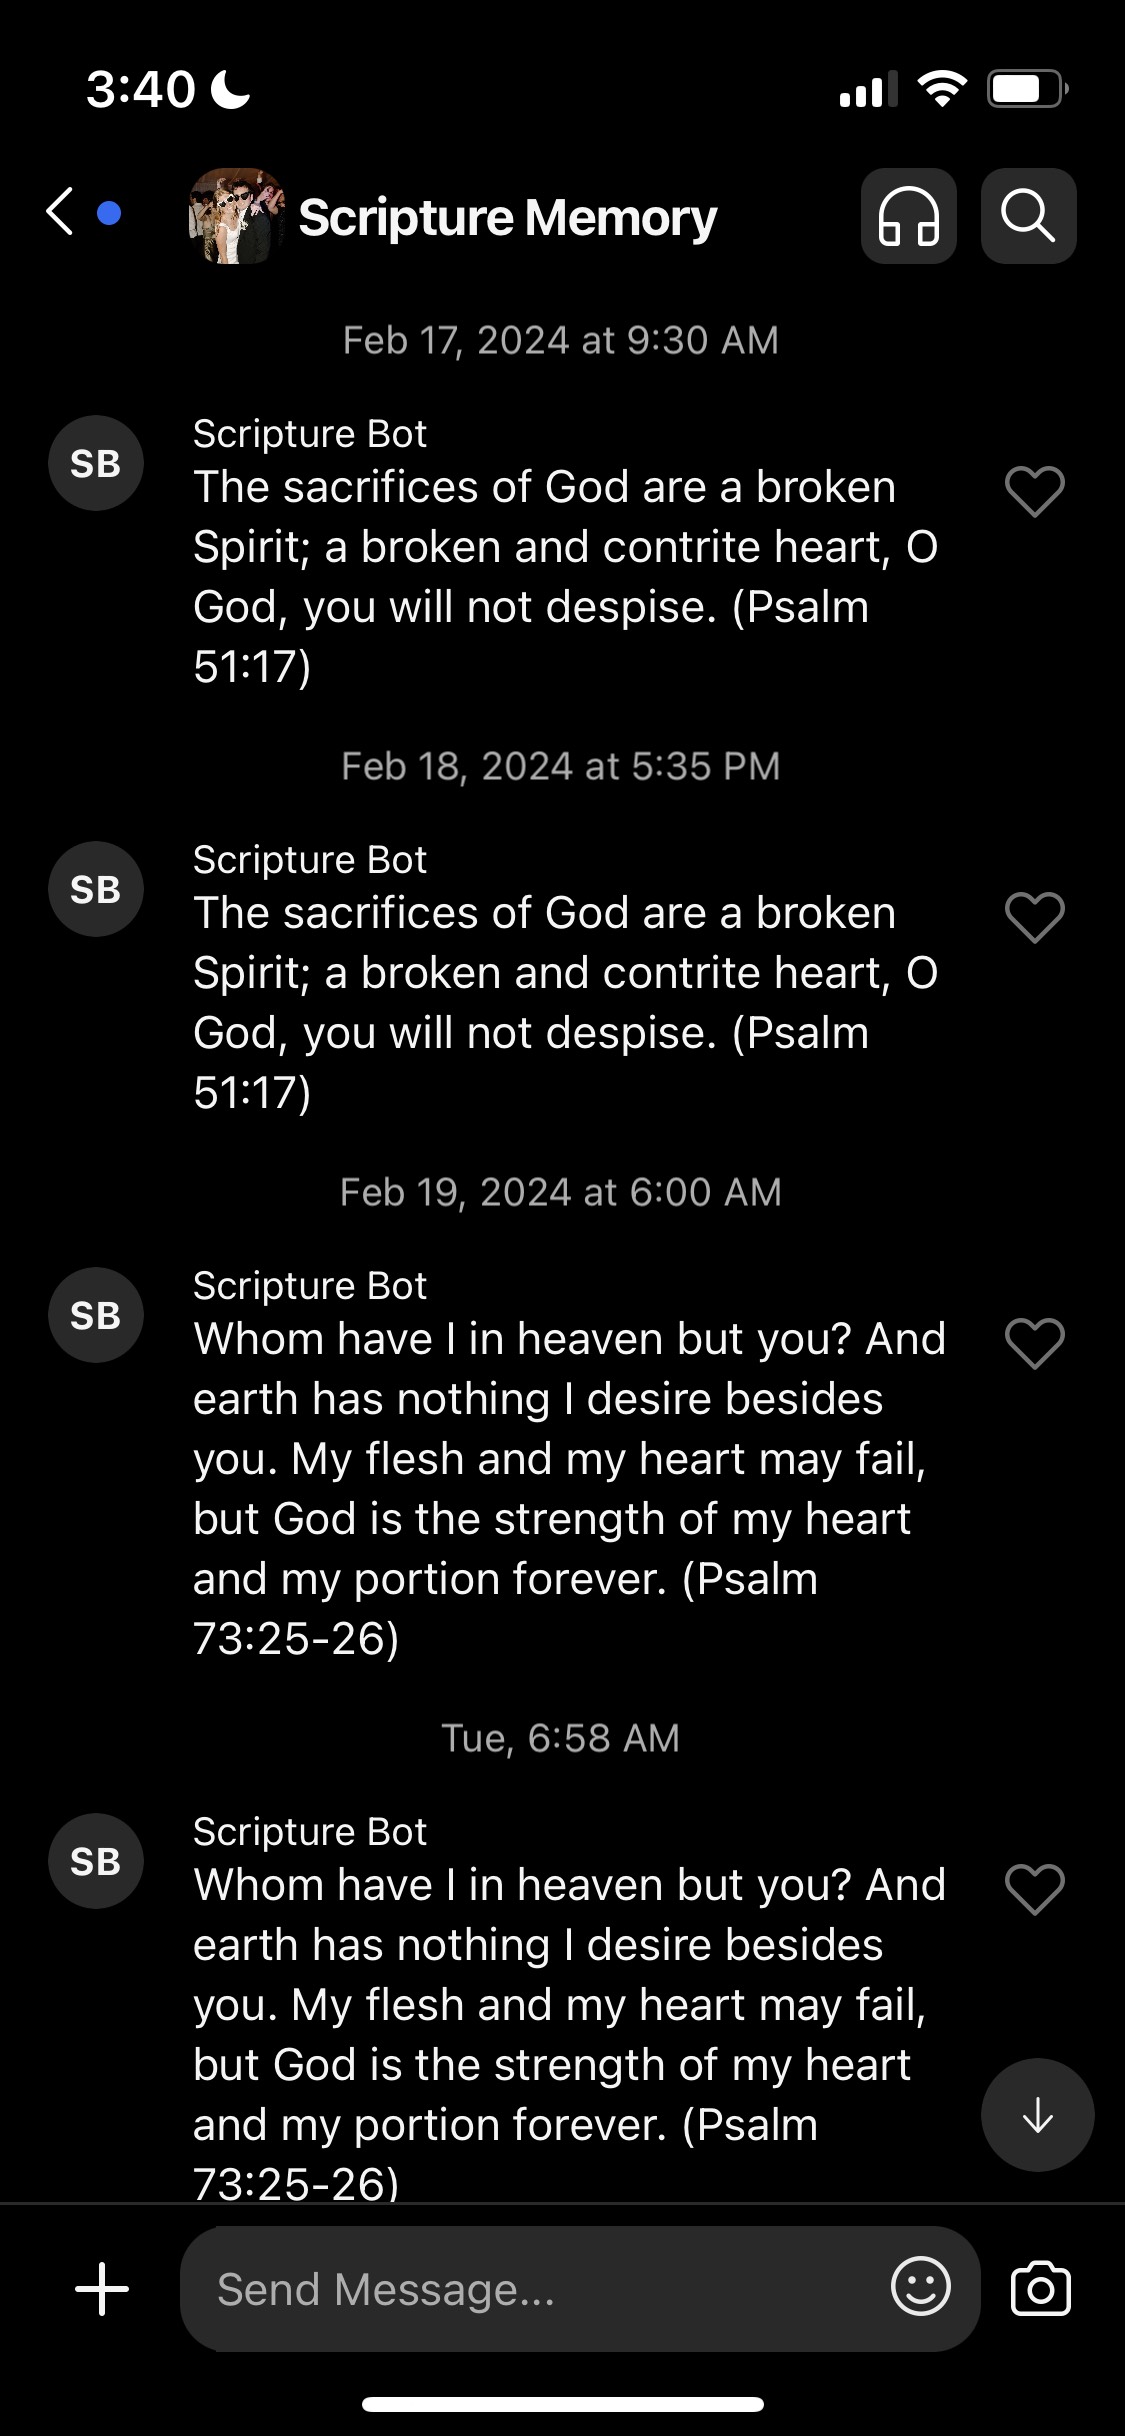 3:40
Scripture Memory
Feb 17, 2024 at 9:30 AM
SB
Scripture Bot
The sacrifices of God are a broken
Spirit; a broken and contrite heart, O
God, you will not despise. (Psalm
51:17)
Feb 18, 2024 at 5:35 PM
SB
Scripture Bot
The sacrifices of God are a broken
Spirit; a broken and contrite heart, O
God, you will not despise. (Psalm
51:17)
Feb 19, 2024 at 6:00 AM
SB
Scripture Bot
Whom have I in heaven but you? And
earth has nothing I desire besides
you. My flesh and my heart may fail,
but God is the strength of my heart
and my portion forever. (Psalm
73:25-26)
Tue, 6:58 AM
SB
Scripture Bot
Whom have I in heaven but you? And
earth has nothing I desire besides
you. My flesh and my heart may fail,
but God is the strength of my heart
and my portion forever. (Psalm
73:25-26)
Send Message...